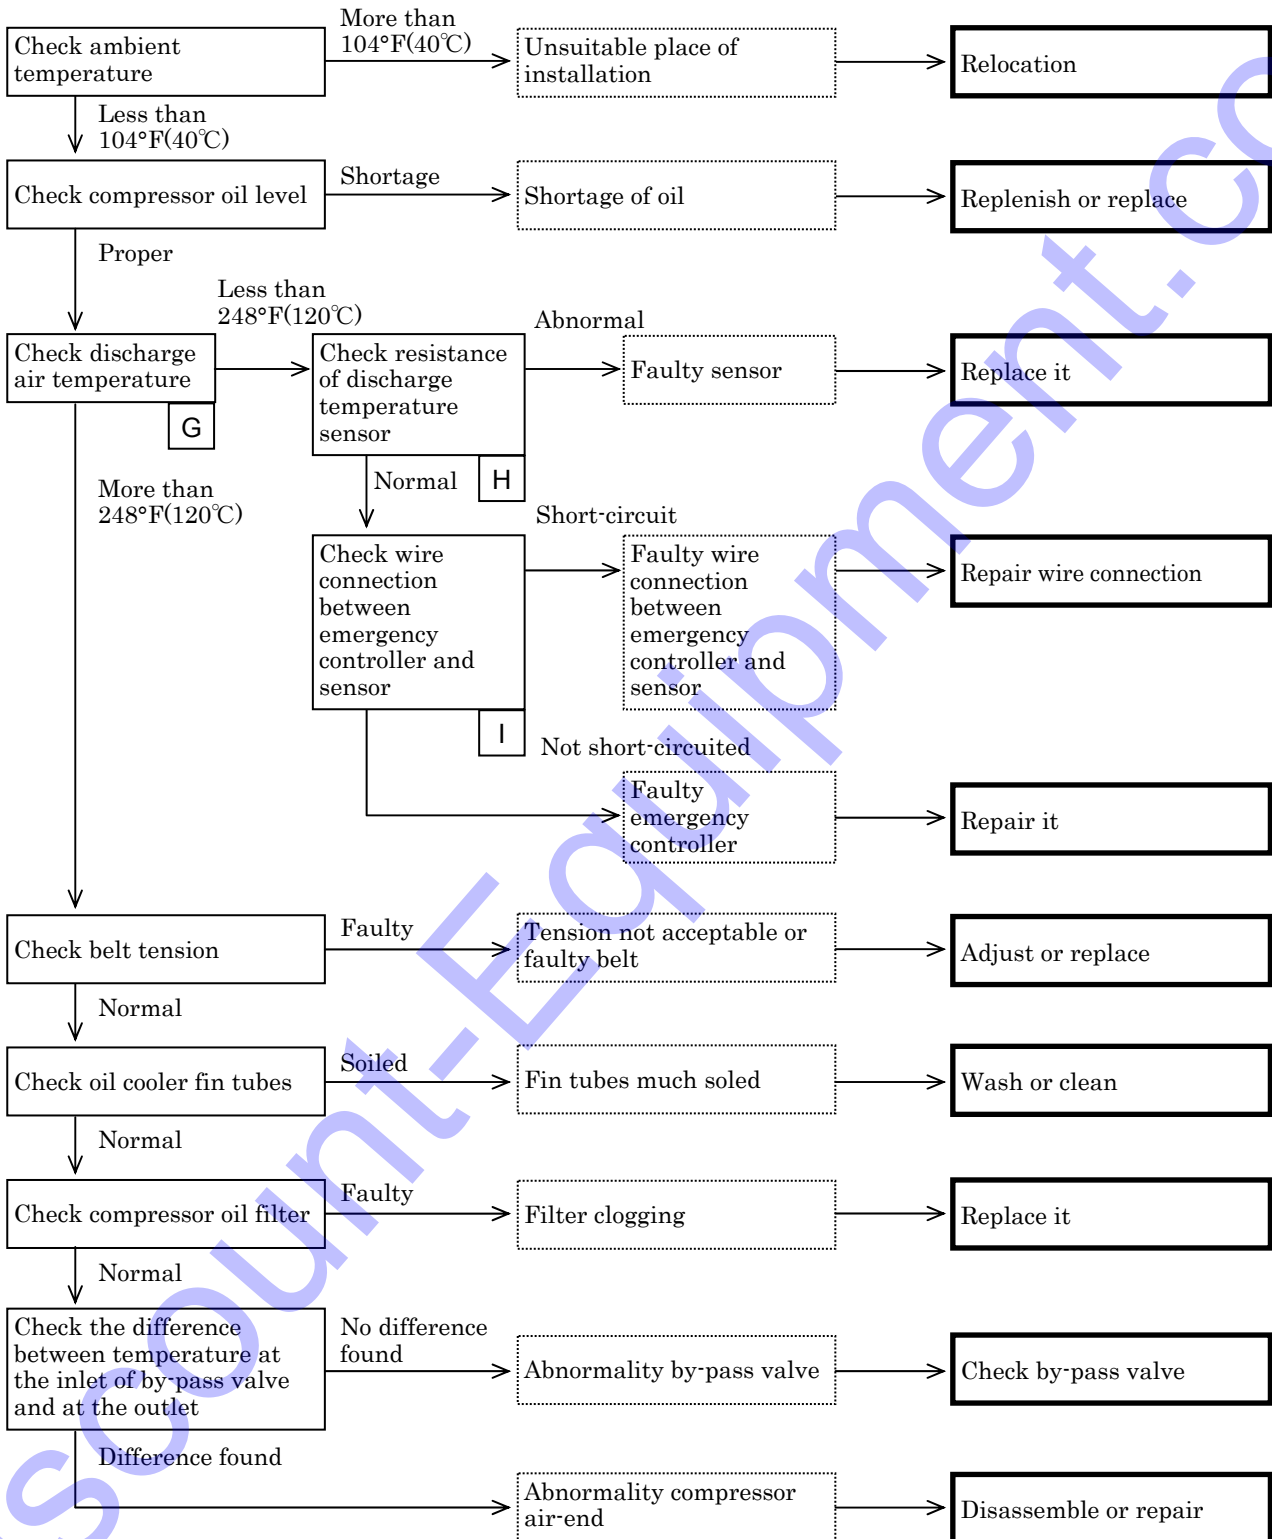 Check ambient
temperature
More than
104°F(40℃)
Unsuitable place of
installation
Relocation
Less than
104°F(40℃)
Check compressor oil level
Shortage
Shortage of oil
Replenish or replace
Proper
Check discharge
air temperature
G
Less than
248°F(120℃)
Check resistance
of discharge
temperature
sensor
H
Abnormal
Faulty sensor
Replace it
Normal
More than
248°F(120℃)
Check wire
connection
between
emergency
controller and
sensor
I
Short-circuit
Faulty wire
connection
between
emergency
controller and
sensor
Repair wire connection
Not short-circuited
Faulty
emergency
controller
Repair it
Check belt tension
Faulty
Tension not acceptable or
faulty belt
Adjust or replace
Normal
Check oil cooler fin tubes
Soiled
Fin tubes much soled
Wash or clean
Normal
Check compressor oil filter
Faulty
Filter clogging
Replace it
Normal
Check the difference
between temperature at
the inlet of by-pass valve
and at the outlet
No difference
found
Abnormality by-pass valve
Check by-pass valve
Difference found
Abnormality compressor
air-end
Disassemble or repair
scount-Equipment.co